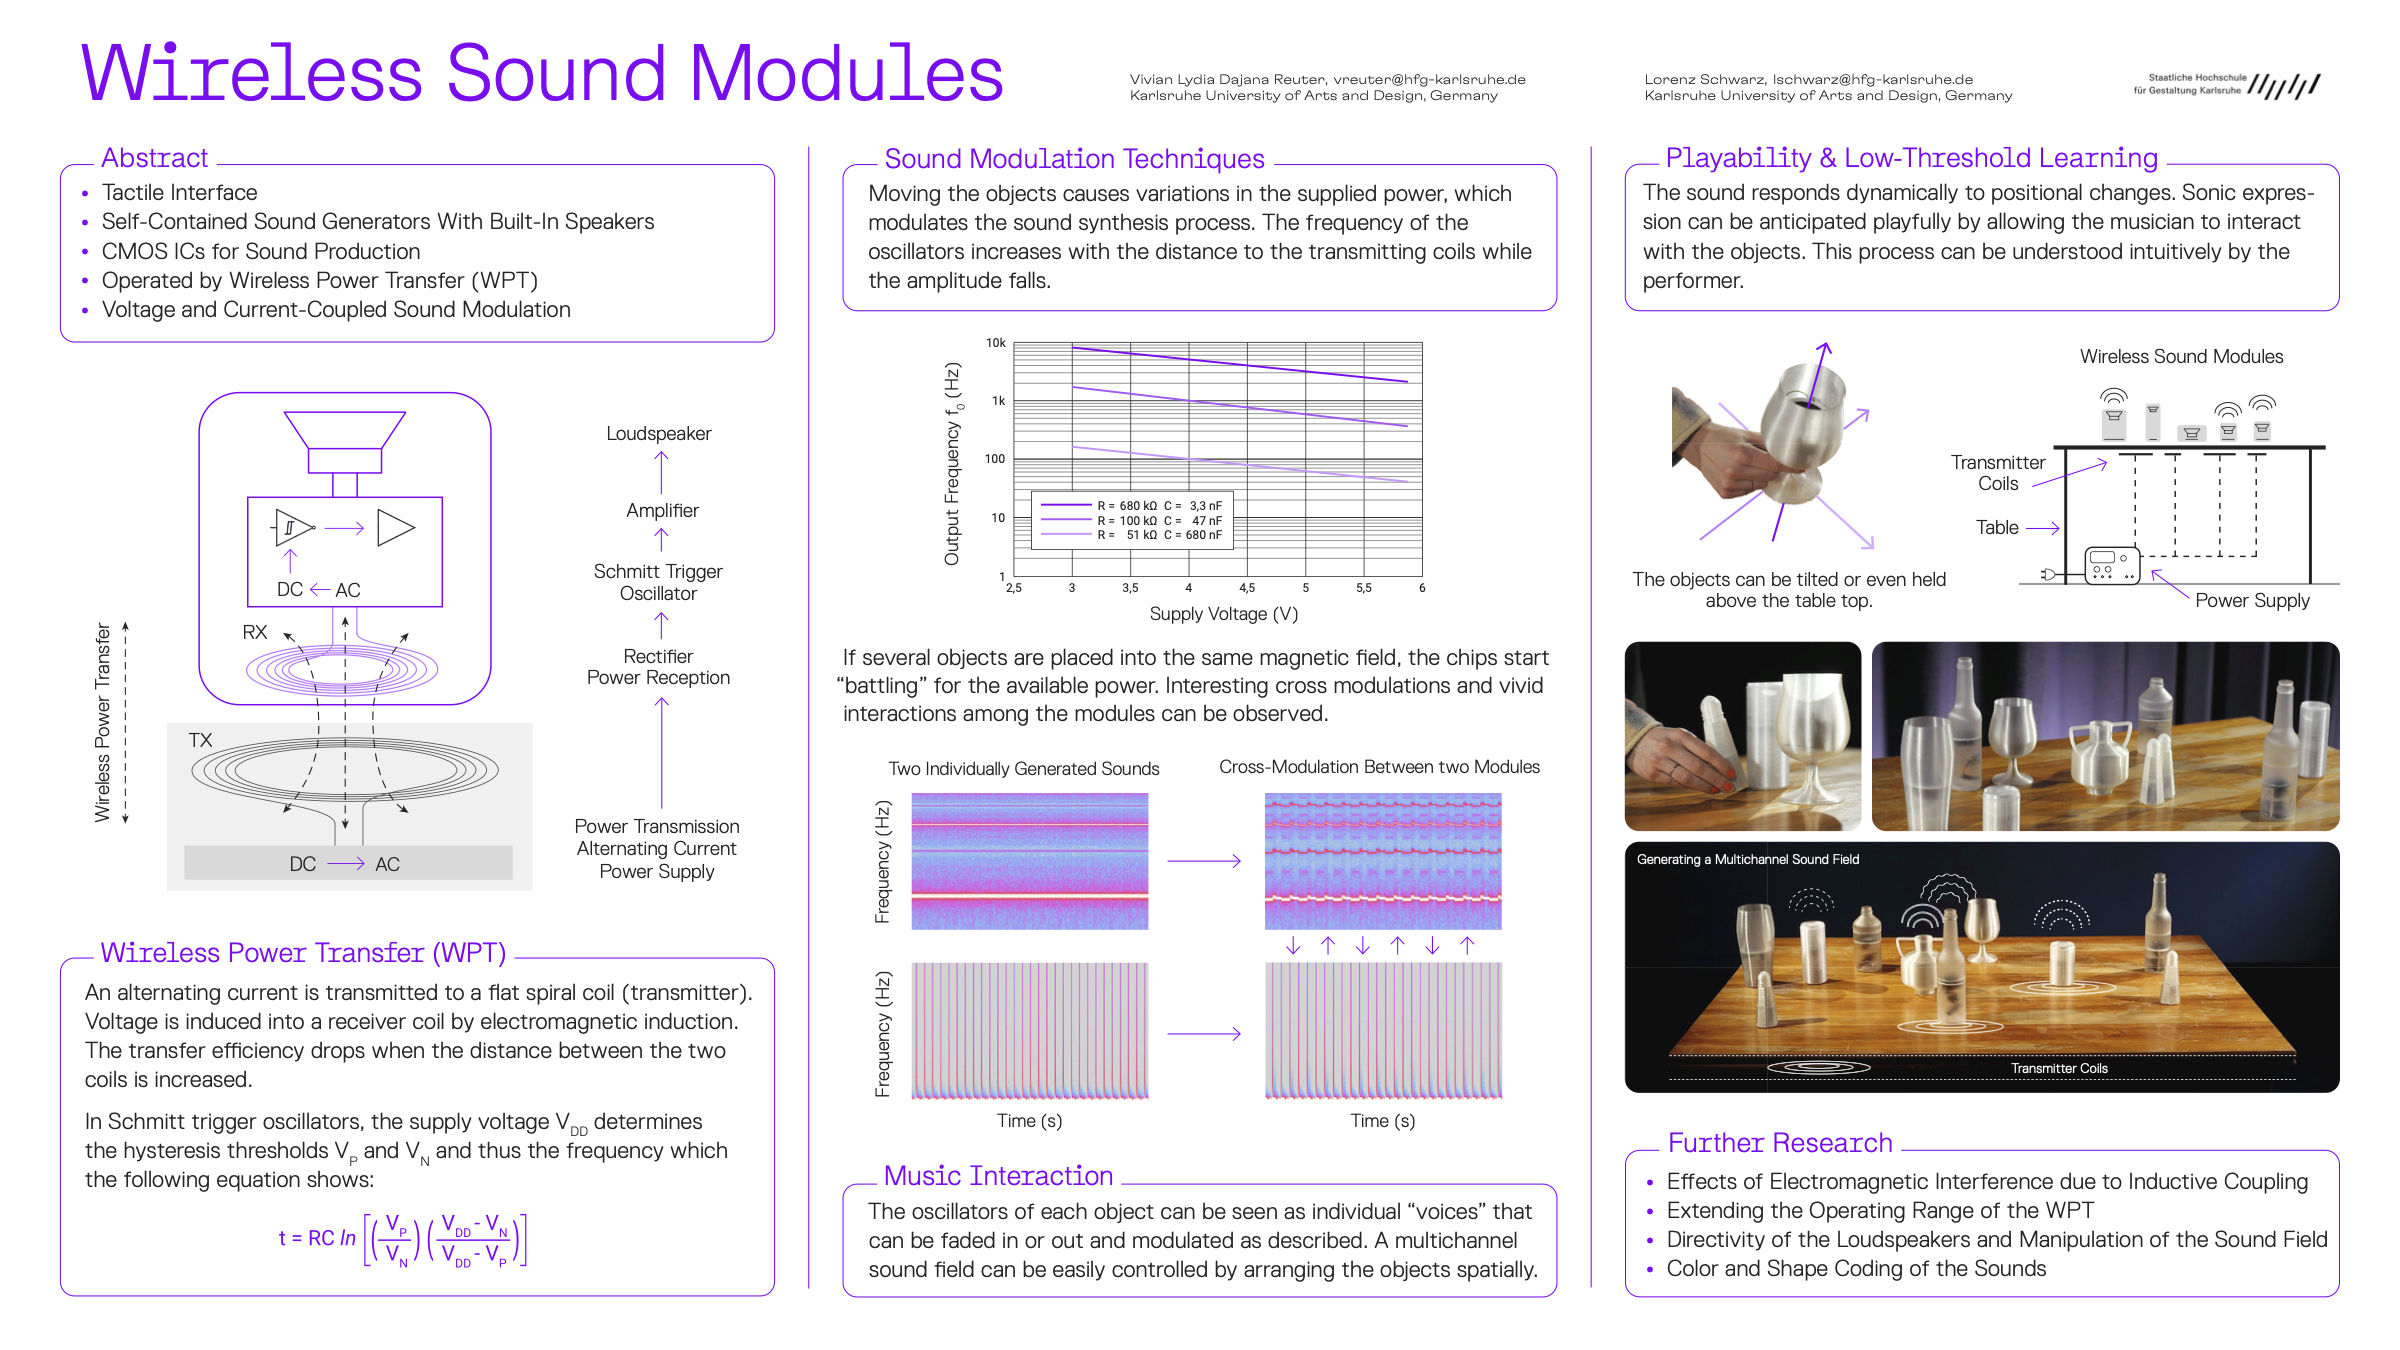 Wireless Sound Modules
Vivian Lydia Dajana Reuter, vreuter@hfg-karlsruhe.de
Karlsruhe University of Arts and Design, Germany
Lorenz Schwarz, lschwarz@hfg-karlsruhe.de
Karlsruhe University of Arts and Design, Germany
Staatliche Hochschule
für Gestaltung Karlsruhe
Abstract
• Tactile Interface
• Self-Contained Sound Generators With Built-In Speakers
• CMOS ICs for Sound Production
• Operated by Wireless Power Transfer (WPT)
• Voltage and Current-Coupled Sound Modulation
DC ← AC
RX
TX
DC → AC
Wireless Power Transfer
Loudspeaker
Amplifier
Schmitt Trigger
Oscillator
Rectifier
Power Reception
Power Transmission
Alternating Current
Power Supply
Wireless Power Transfer (WPT)
An alternating current is transmitted to a flat spiral coil (transmitter).
Voltage is induced into a receiver coil by electromagnetic induction.
The transfer efficiency drops when the distance between the two
coils is increased.
In Schmitt trigger oscillators, the supply voltage V_DD determines
the hysteresis thresholds V_P and V_N and thus the frequency which
the following equation shows:
t = RC ln [(V_P / V_N) (V_DD - V_N / V_DD - V_P)]
Sound Modulation Techniques
Moving the objects causes variations in the supplied power, which
modulates the sound synthesis process. The frequency of the
oscillators increases with the distance to the transmitting coils while
the amplitude falls.
Output Frequency f_0 (Hz)
10k
1k
100
10
1
R = 680 kΩ C = 3,3 nF
R = 100 kΩ C = 47 nF
R = 51 kΩ C = 680 nF
2,5 3 3,5 4 4,5 5 5,5 6
Supply Voltage (V)
If several objects are placed into the same magnetic field, the chips start
“battling” for the available power. Interesting cross modulations and vivid
interactions among the modules can be observed.
Two Individually Generated Sounds
Cross-Modulation Between two Modules
Frequency (Hz)
Frequency (Hz)
Time (s)
Time (s)
Music Interaction
The oscillators of each object can be seen as individual “voices” that
can be faded in or out and modulated as described. A multichannel
sound field can be easily controlled by arranging the objects spatially.
Playability & Low-Threshold Learning
The sound responds dynamically to positional changes. Sonic expres-
sion can be anticipated playfully by allowing the musician to interact
with the objects. This process can be understood intuitively by the
performer.
The objects can be tilted or even held
above the table top.
Wireless Sound Modules
Transmitter
Coils
Table
Power Supply
Generating a Multichannel Sound Field
Transmitter Coils
Further Research
• Effects of Electromagnetic Interference due to Inductive Coupling
• Extending the Operating Range of the WPT
• Directivity of the Loudspeakers and Manipulation of the Sound Field
• Color and Shape Coding of the Sounds